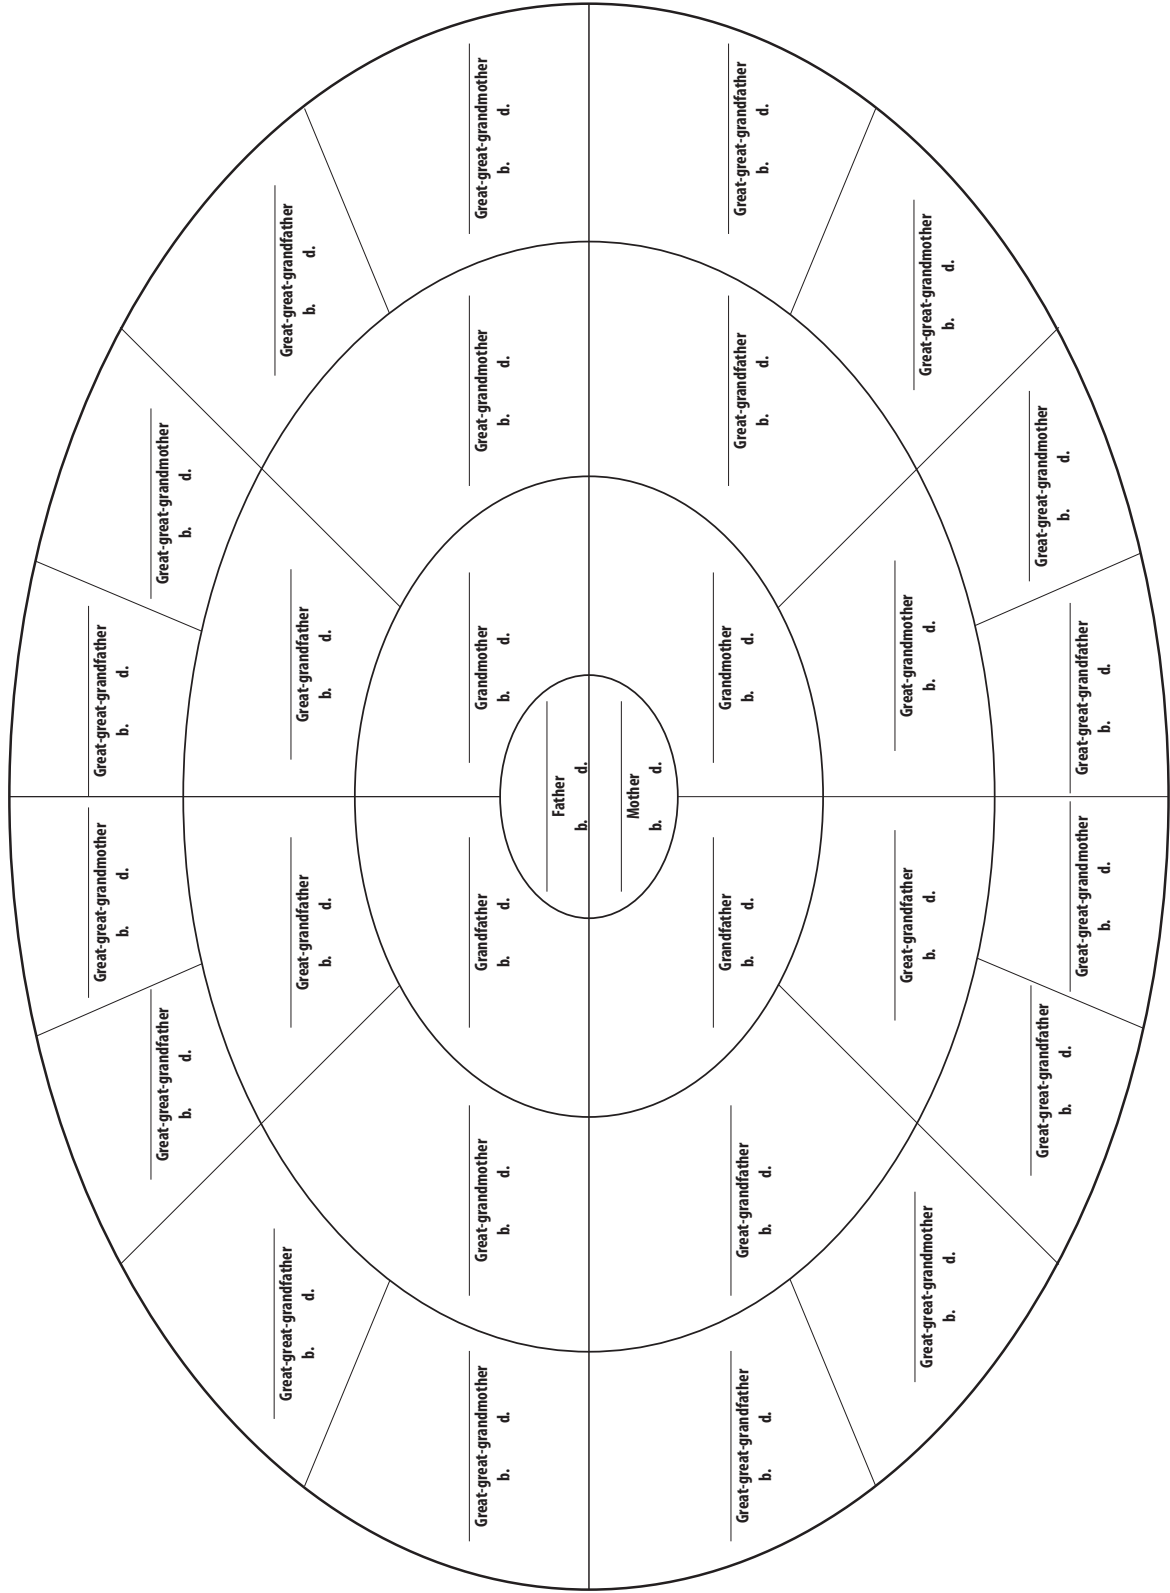 Great-great-grandmother
b. d.
Great-great-grandfather
b. d.
Great-great-grandfather
b. d.
Great-great-grandmother
b. d.
Great-great-grandfather
b. d.
Great-great-grandfather
b. d.
Great-grandfather
b. d.
Great-grandfather
b. d.
Great-great-grandmother
b. d.
Great-grandmother
b. d.
Grandfather
b. d.
Grandmother
b. d.
Great-grandmother
b. d.
Great-great-grandmother
b. d.
Father
b. d.
Mother
b. d.
Great-great-grandfather
b. d.
Great-grandfather
b. d.
Grandfather
b. d.
Grandmother
b. d.
Great-grandfather
b. d.
Great-great-grandfather
b. d.
Great-grandfather
b. d.
Great-grandmother
b. d.
Great-great-grandmother
b. d.
Great-great-grandmother
b. d.
Great-great-grandfather
b. d.
Great-great-grandmother
b. d.
Great-great-grandmother
b. d.
Great-great-grandfather
b. d.